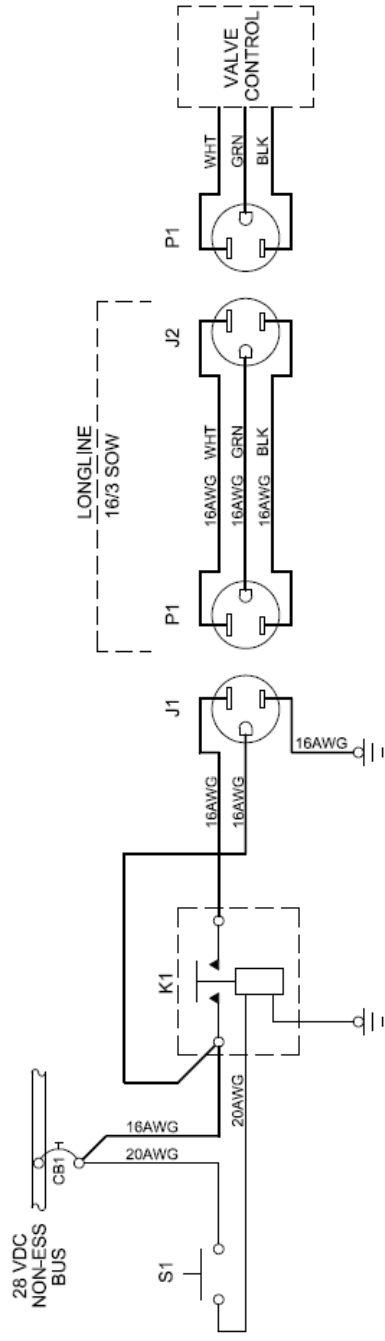 28 VDC
NON-ESS
BUS
CB1
S1
16AWG
20AWG
20AWG
K1
16AWG
16AWG
16AWG
J1
P1
LONGLINE
16/3 SOW
16AWG WHT
16AWG GRN
16AWG BLK
J2
P1
WHT
GRN
BLK
VALVE
CONTROL